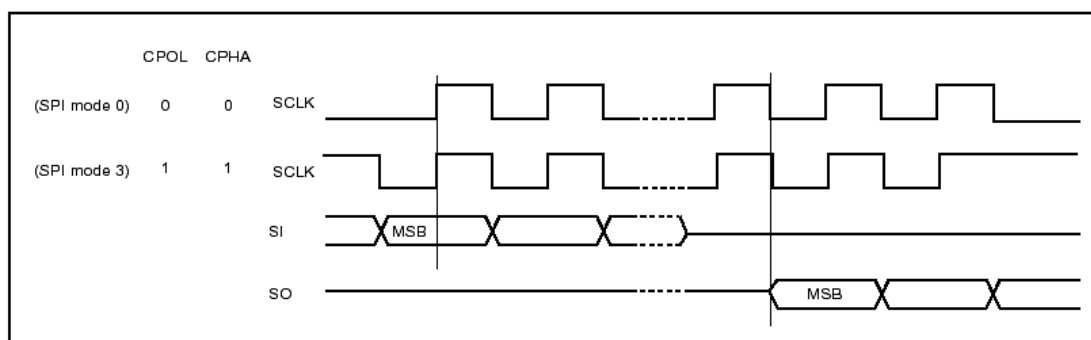 CPOL CPHA
(SPI mode 0) 0 0 SCLK
(SPI mode 3) 1 1 SCLK
SI MSB
SO MSB